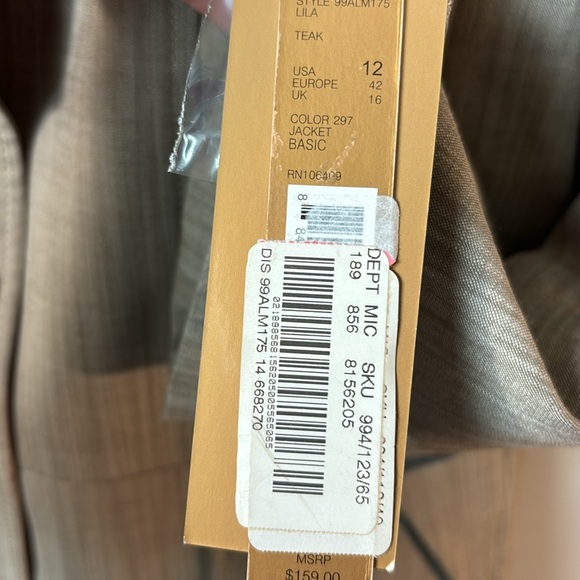 STYLE 99ALM175
LILA
TEAK
USA 12
EUROPE 42
UK 16
COLOR 297
JACKET
BASIC
RN106499
DEPT MIC SKU 994/123/65
189 856 8156205
DIS 99ALM175 14 668270
MSRP
$159.00